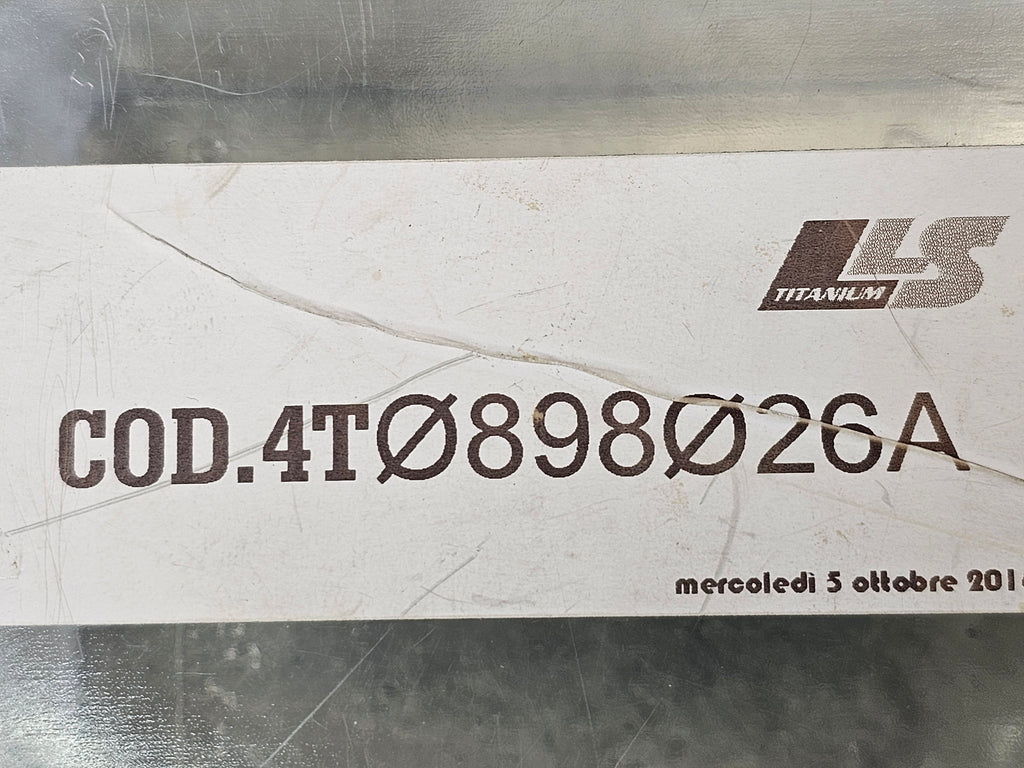 LS
TITANIUM
COD.4TØ898Ø26A
mercoledì 5 ottobre